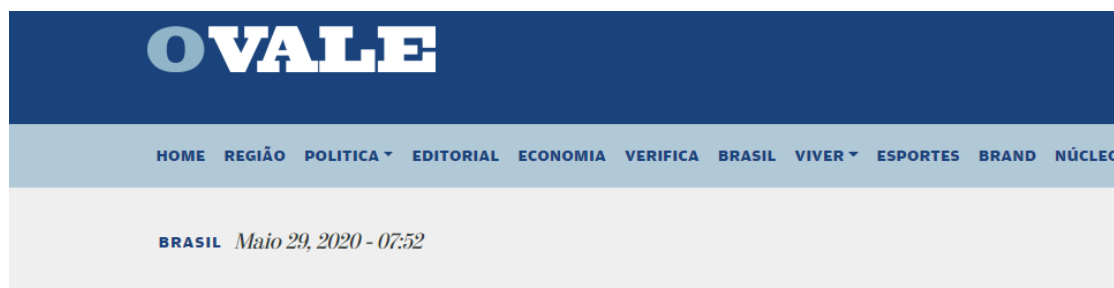 OVALE
HOME REGIÃO POLITICA EDITORIAL ECONOMIA VERIFICA BRASIL VIVER ESPORTES BRAND
BRASIL Maio 29, 2020 - 07:52